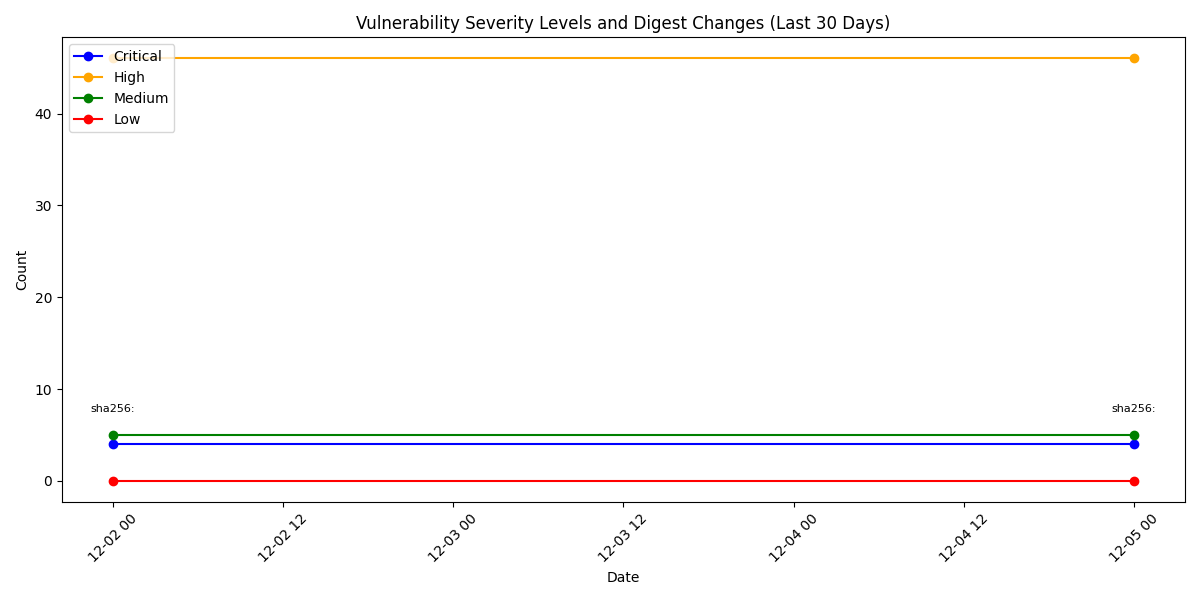 Vulnerability Severity Levels and Digest Changes (Last 30 Days)
Critical
High
Medium
Low
Count
40
30
20
10
0
sha256:
sha256:
12-02 00
12-02 12
12-03 00
12-03 12
12-04 00
12-04 12
12-05 00
Date